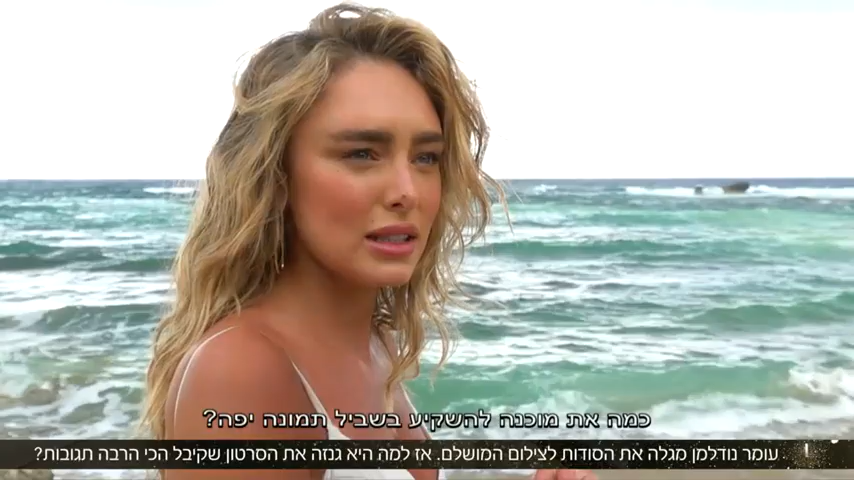 כמה את מוכנה להשקיע בשביל תמונה יפה?
עומר נודלמן מגלה את הסודות לצילום המושלם. אז למה היא גנזה את הסרטון שקיבל הכי הרבה תגובות?